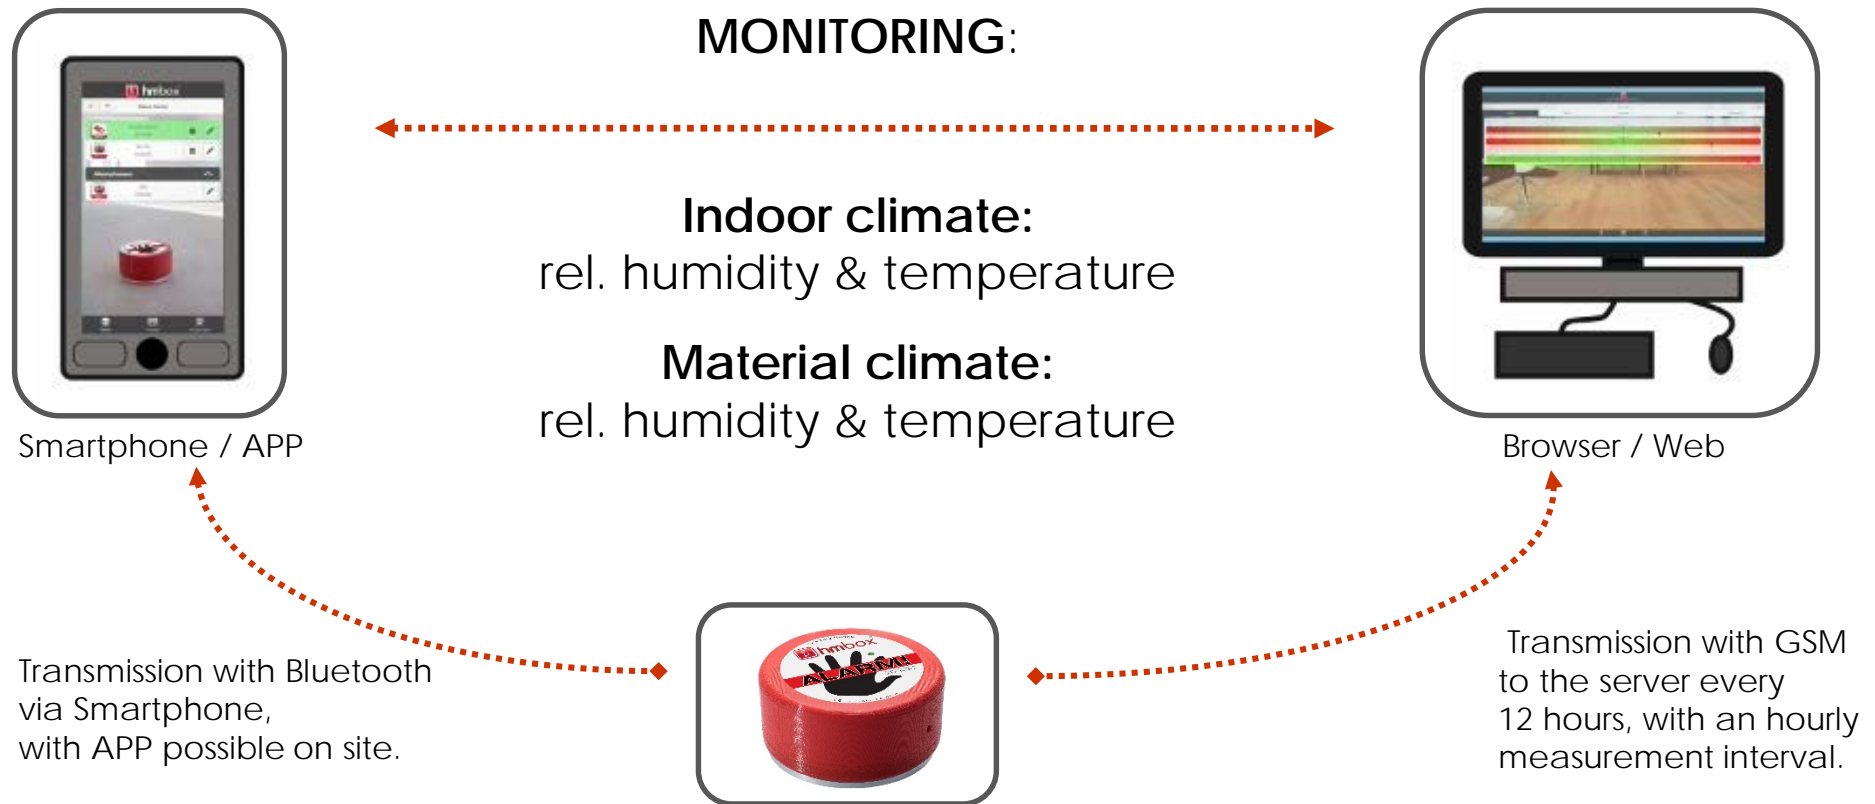 MONITORING:
hmbox
Indoor climate:
rel. humidity & temperature
Material climate:
rel. humidity & temperature
Smartphone / APP
Browser / Web
Transmission with Bluetooth
via Smartphone,
with APP possible on site.
hmbox
ALARM!
Transmission with GSM
to the server every
12 hours, with an hourly
measurement interval.